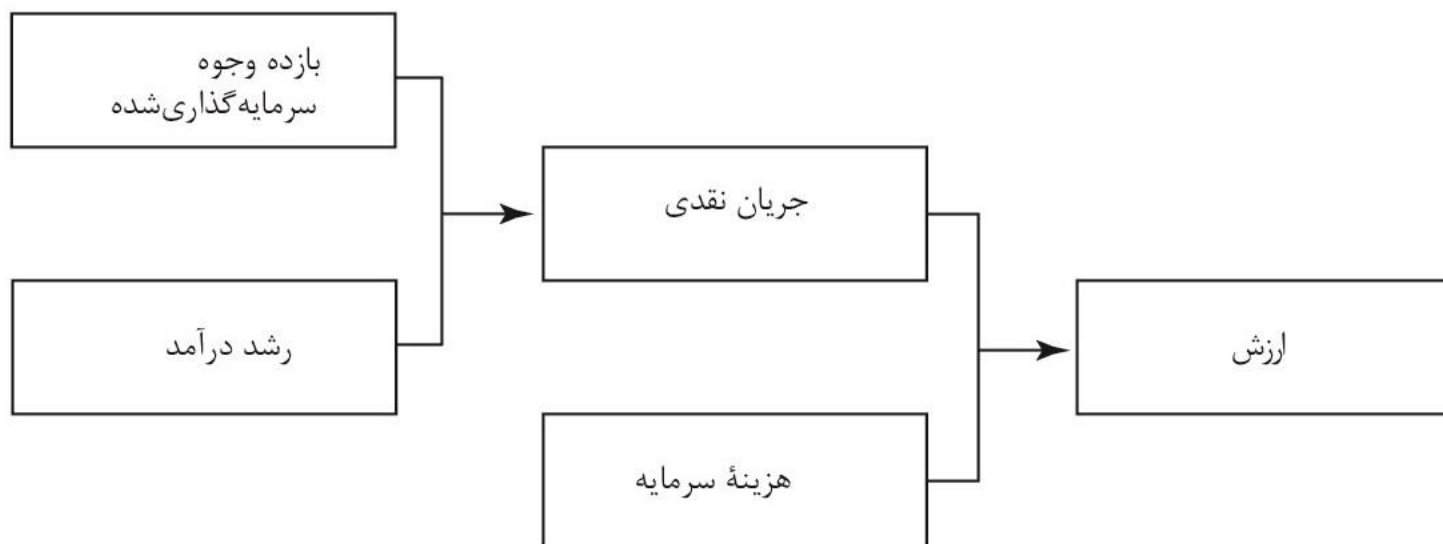 بازده وجوه
سرمایه‌گذاری‌شده
جریان نقدی
رشد درآمد
ارزش
هزینهٔ سرمایه